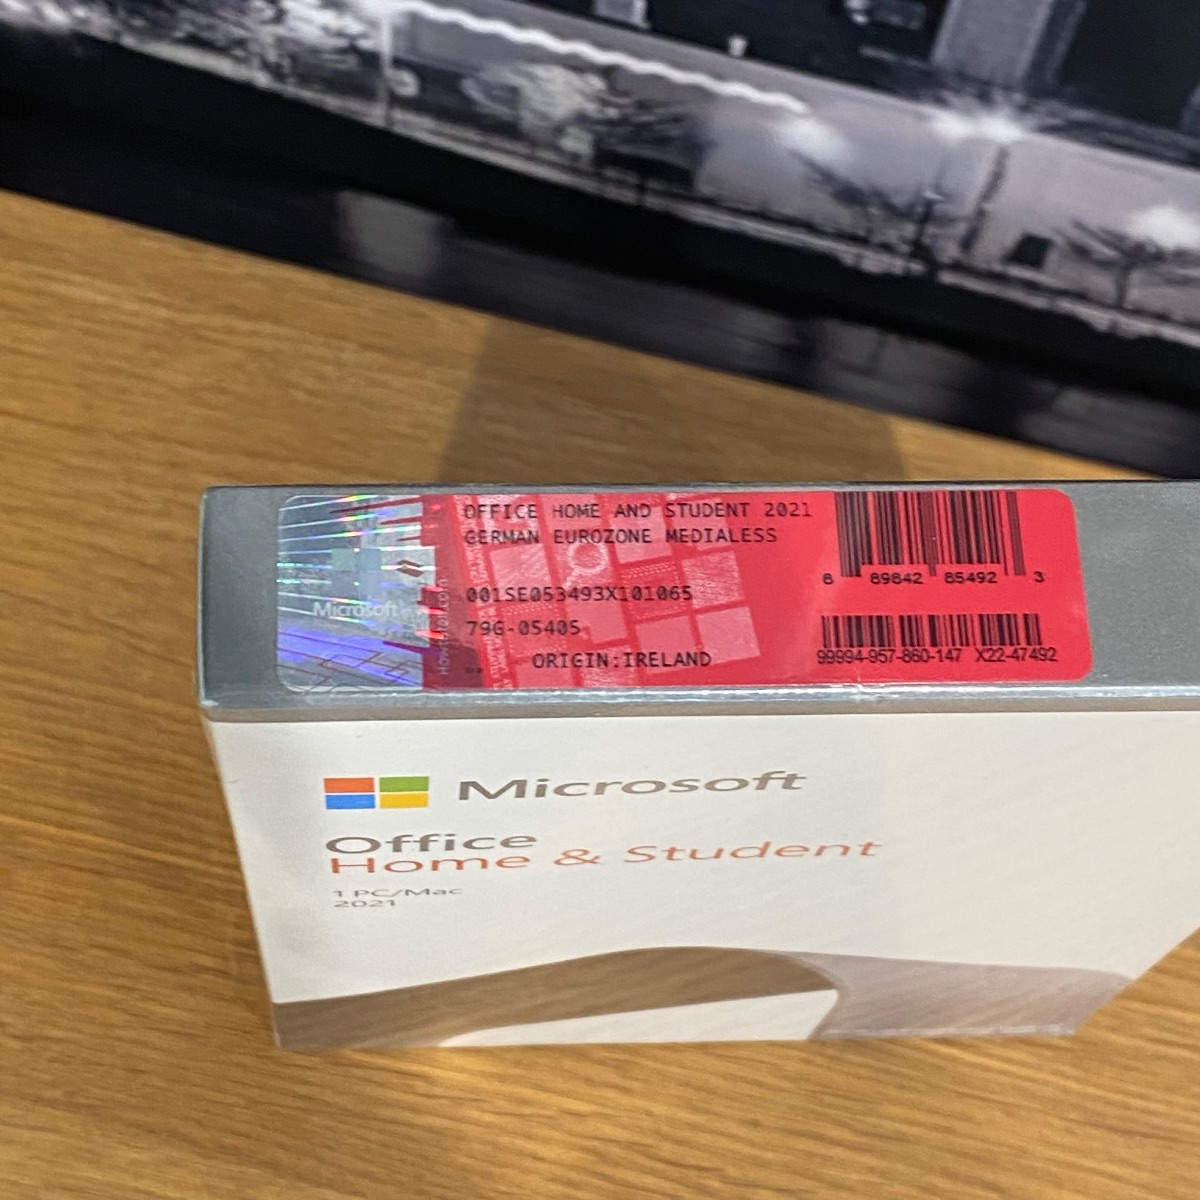 OFFICE HOME AND STUDENT 2021
GERMAN EUROZONE MEDIALESS
001SE053493X101065
79G-05405
ORIGIN:IRELAND
8 89842 85492 3
99994-957-860-147 X22-47492
Microsoft
Microsoft
Office
Home & Student
1 PC/Mac
2021